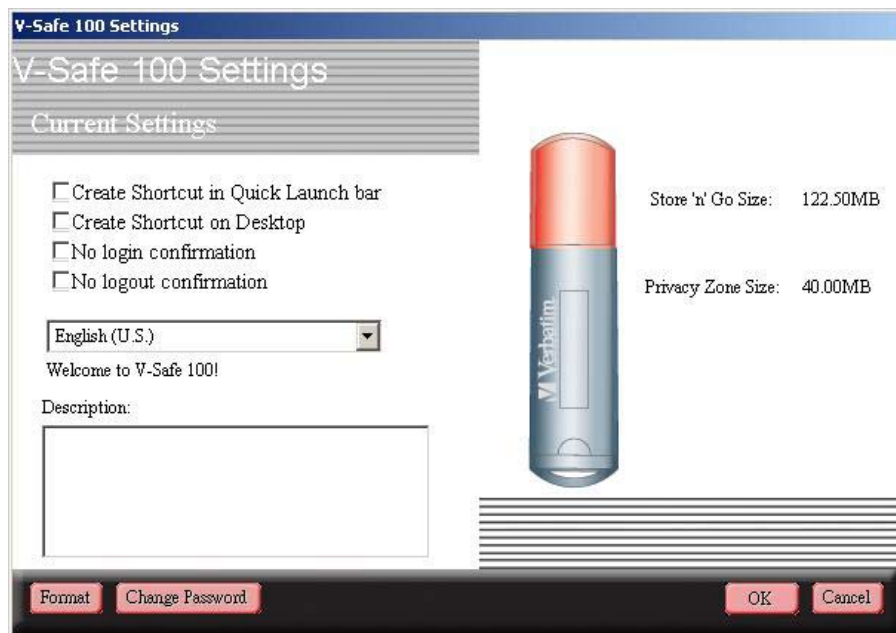 V-Safe 100 Settings
V-Safe 100 Settings
Current Settings
Create Shortcut in Quick Launch bar
Create Shortcut on Desktop
No login confirmation
No logout confirmation
English (U.S.)
Welcome to V-Safe 100!
Description:
Verbatim
Store 'n' Go Size: 122.50MB
Privacy Zone Size: 40.00MB
Format
Change Password
OK
Cancel